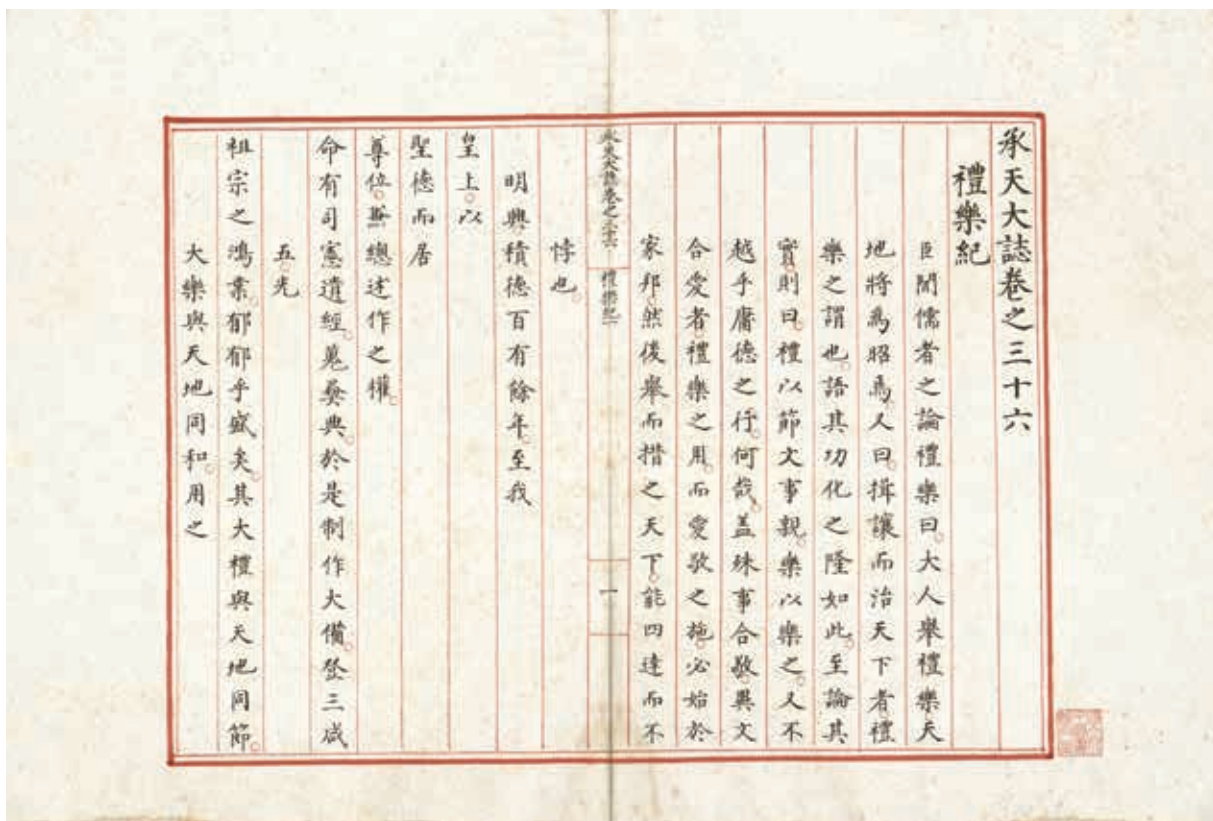 承天大誌卷之三十六
禮樂紀
臣聞儒者之論禮樂曰大人舉禮樂天
地將為昭焉人曰揖讓而治天下者禮
樂之謂也語其功化之隆如此至論其
實則曰禮以節文事親樂以樂之又不
越乎庸德之行何哉蓋殊事合敬異文
合愛者禮樂之用而愛敬之施必始於
家邦然後舉而措之天下能四達而不
悖也
承天大誌卷之三十六 禮樂紀 一
明興積德百有餘年至我
皇上以
聖德而居
尊位兼總述作之權
命有司憲遺經蒐彝典於是制作大備登三咸
五光
祖宗之鴻業郁郁乎盛矣其大禮與天地同節
大樂與天地同和用之